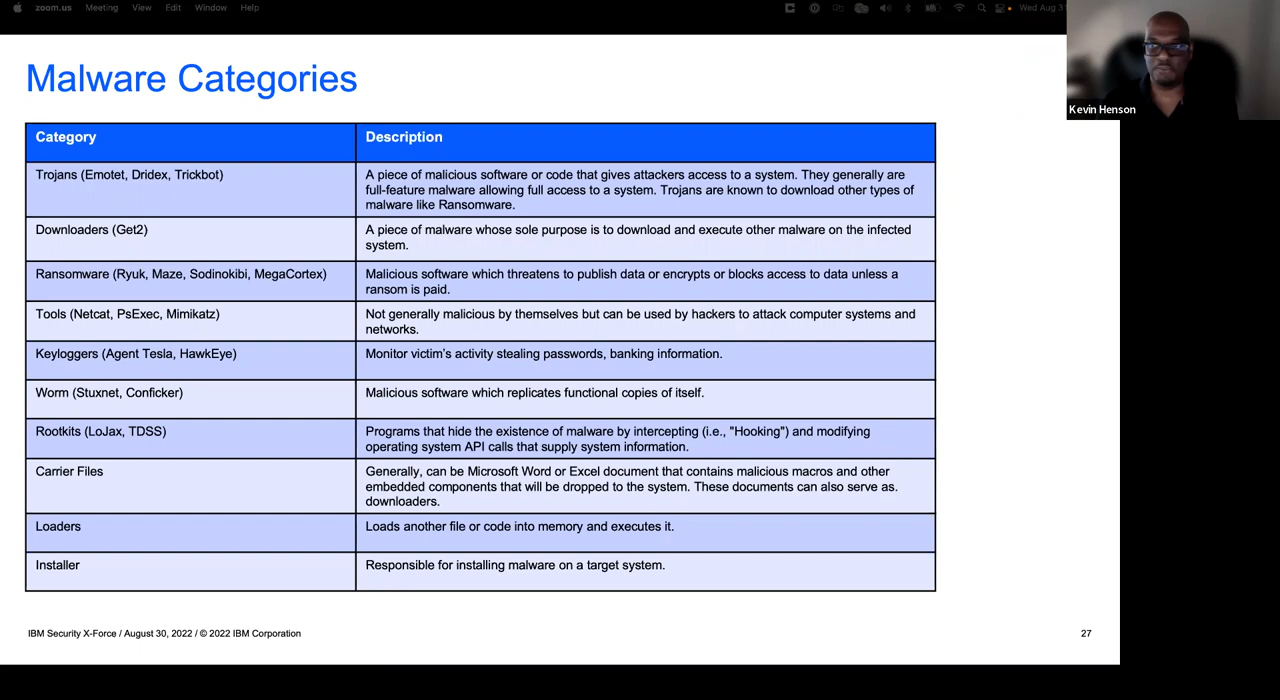 zoom.us Meeting View Edit Window Help Wed Aug 31
Kevin Henson
Malware Categories
Category Description
Trojans (Emotet, Dridex, Trickbot)
A piece of malicious software or code that gives attackers access to a system. They generally are
full-feature malware allowing full access to a system. Trojans are known to download other types of
malware like Ransomware.
Downloaders (Get2)
A piece of malware whose sole purpose is to download and execute other malware on the infected
system.
Ransomware (Ryuk, Maze, Sodinokibi, MegaCortex)
Malicious software which threatens to publish data or encrypts or blocks access to data unless a
ransom is paid.
Tools (Netcat, PsExec, Mimikatz)
Not generally malicious by themselves but can be used by hackers to attack computer systems and
networks.
Keyloggers (Agent Tesla, HawkEye)
Monitor victim's activity stealing passwords, banking information.
Worm (Stuxnet, Conficker)
Malicious software which replicates functional copies of itself.
Rootkits (LoJax, TDSS)
Programs that hide the existence of malware by intercepting (i.e., "Hooking") and modifying
operating system API calls that supply system information.
Carrier Files
Generally, can be Microsoft Word or Excel document that contains malicious macros and other
embedded components that will be dropped to the system. These documents can also serve as.
downloaders.
Loaders
Loads another file or code into memory and executes it.
Installer
Responsible for installing malware on a target system.
IBM Security X-Force / August 30, 2022 / © 2022 IBM Corporation
27